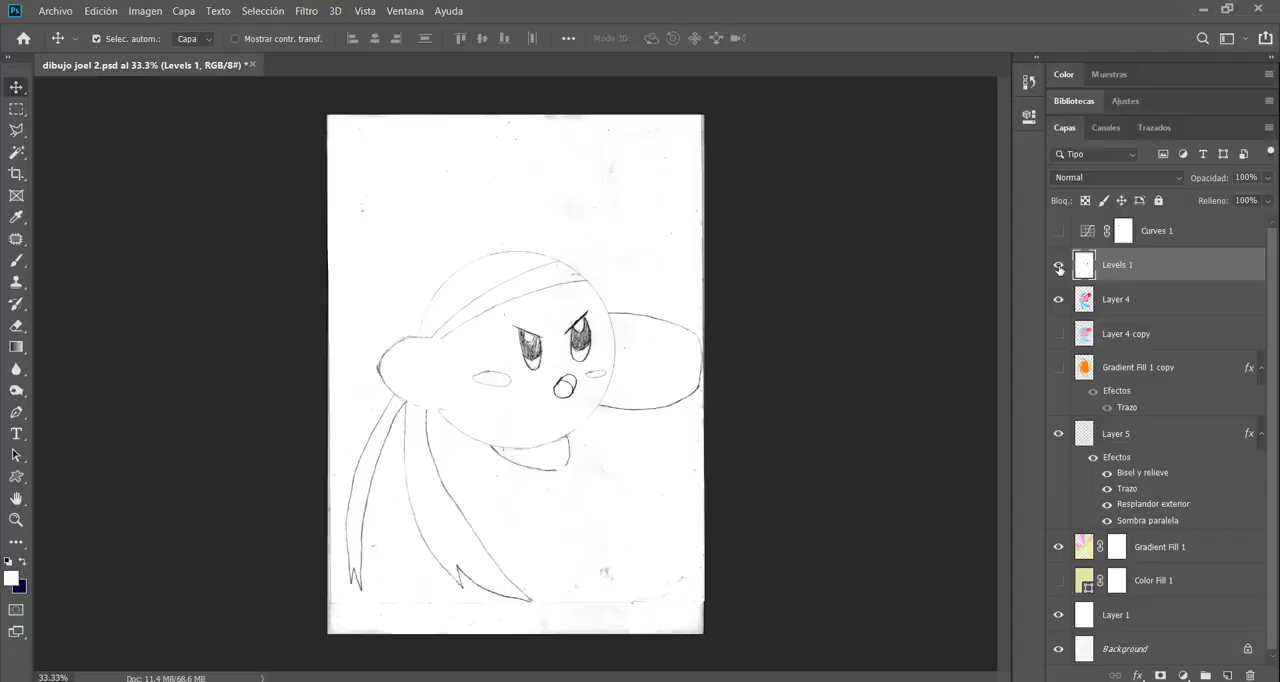 Ps Archivo Edición Imagen Capa Texto Selección Filtro 3D Vista Ventana Ayuda
Selec. autom.: Capa Mostrar contr. transf. Modo 3D:
dibujo joel 2.psd al 33.3% (Levels 1, RGB/8#) *
Color Muestras
Bibliotecas Ajustes
Capas Canales Trazados
Tipo
Normal Opacidad: 100%
Bloq.: Relleno: 100%
Curves 1
Levels 1
Layer 4
Layer 4 copy
Gradient Fill 1 copy fx
Efectos
Trazo
Layer 5 fx
Efectos
Bisel y relieve
Trazo
Resplandor exterior
Sombra paralela
Gradient Fill 1
Color Fill 1
Layer 1
Background
33.33% Doc: 11.4 MB/68.6 MB
fx